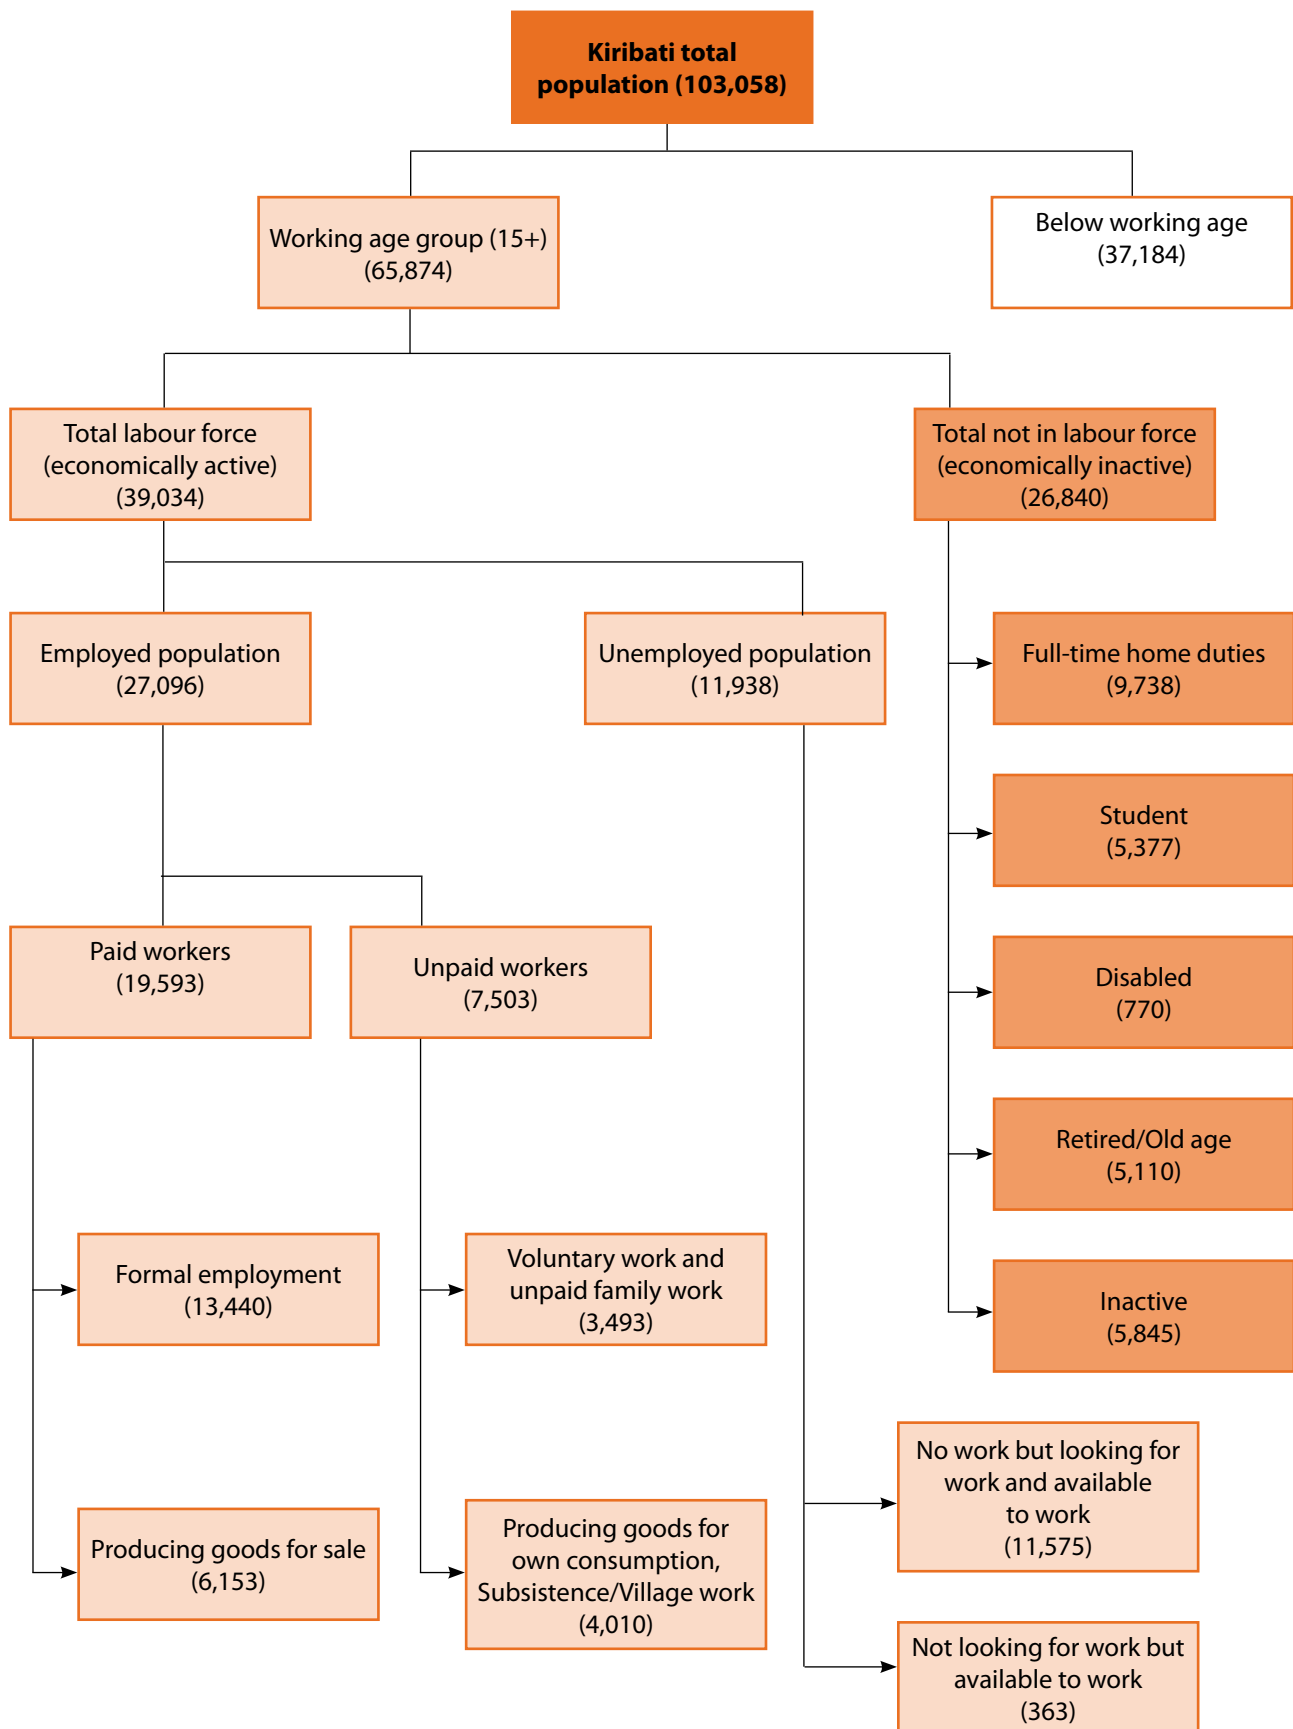 Kiribati total
population (103,058)
Working age group (15+)
(65,874)
Below working age
(37,184)
Total labour force
(economically active)
(39,034)
Total not in labour force
(economically inactive)
(26,840)
Employed population
(27,096)
Unemployed population
(11,938)
Full-time home duties
(9,738)
Student
(5,377)
Paid workers
(19,593)
Unpaid workers
(7,503)
Disabled
(770)
Retired/Old age
(5,110)
Formal employment
(13,440)
Voluntary work and
unpaid family work
(3,493)
Inactive
(5,845)
No work but looking for
work and available
to work
(11,575)
Producing goods for sale
(6,153)
Producing goods for
own consumption,
Subsistence/Village work
(4,010)
Not looking for work but
available to work
(363)